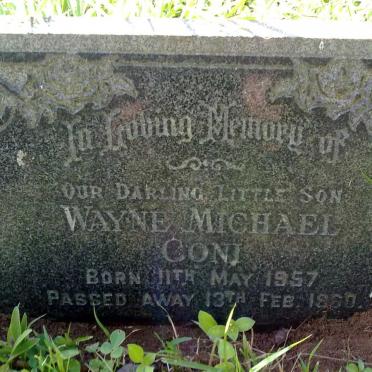 In Loving Memory of
OUR DARLING LITTLE SON
WAYNE MICHAEL
CONJ
BORN 11TH MAY 1957
PASSED AWAY 13TH FEB 1960.